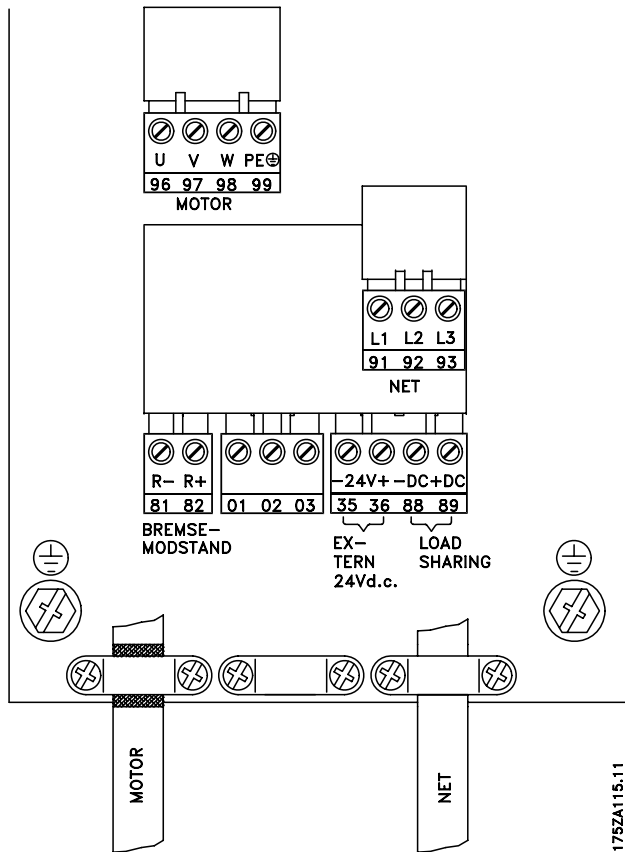 U V W PE
96 97 98 99
MOTOR
L1 L2 L3
91 92 93
NET
R- R+
81 82
01 02 03
-24V+ -DC+DC
35 36 88 89
BREMSE-
MODSTAND
EX-
TERN
24Vd.c.
LOAD
SHARING
MOTOR
NET
175ZA115.11